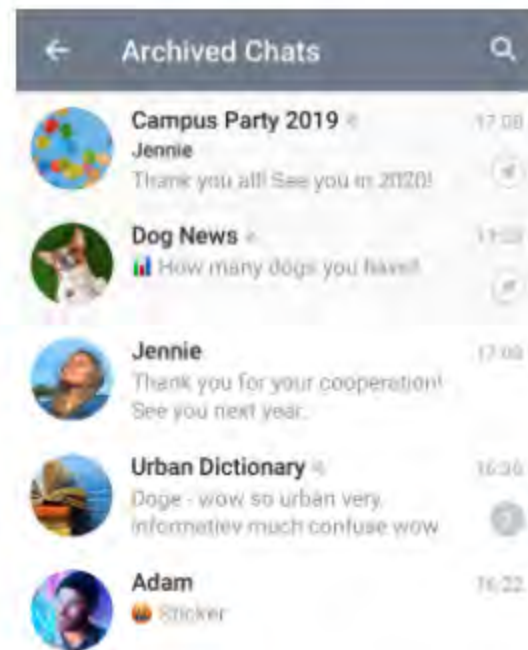 Archived Chats
Campus Party 2019
17:08
Jennie
Thank you all! See you in 2020!
Dog News
How many dogs you have?
Jennie
17:08
Thank you for your cooperation!
See you next year.
Urban Dictionary
16:36
Doge - wow so urban very,
informatiev much confuse wow
Adam
16:22
Sticker